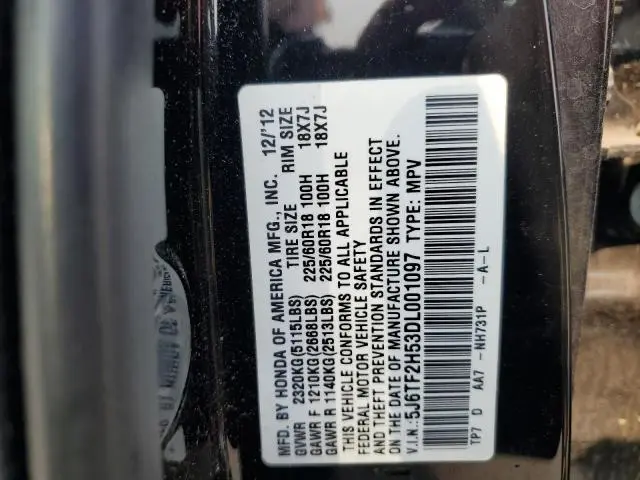 MFD. BY HONDA OF AMERICA MFG., INC. 12/'12
GVWR 2320KG(5115LBS) TIRE SIZE RIM SIZE
GAWR F 1210KG(2668LBS) 225/60R18 100H 18X7J
GAWR R 1140KG(2513LBS) 225/60R18 100H 18X7J
THIS VEHICLE CONFORMS TO ALL APPLICABLE
FEDERAL MOTOR VEHICLE SAFETY
AND THEFT PREVENTION STANDARDS IN EFFECT
ON THE DATE OF MANUFACTURE SHOWN ABOVE.
V.I.N.: 5J6TF2H53DL001097 TYPE: MPV
TP7 D AA7 -NH731P -A-L